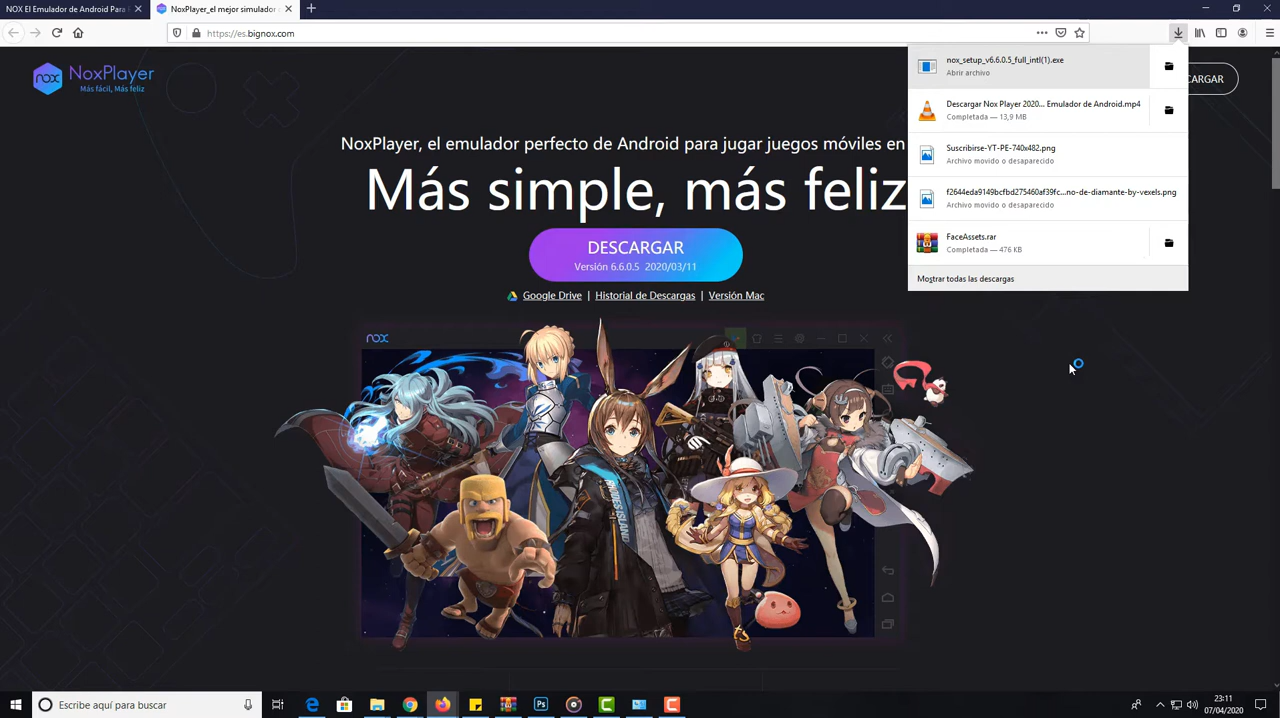 NOX El Emulador de Android Para
NoxPlayer_el mejor simulador
https://es.bignox.com
nox NoxPlayer
Más fácil, Más feliz
nox_setup_v6.6.0.5_full_intl(1).exe
Abrir archivo
CARGAR
Descargar Nox Player 2020... Emulador de Android.mp4
Completada — 13,9 MB
Suscribirse-YT-PE-740x482.png
Archivo movido o desaparecido
f2644eda9149bcfbd275460af39fc...no-de-diamante-by-vexels.png
Archivo movido o desaparecido
FaceAssets.rar
Completada — 476 KB
Mostrar todas las descargas
NoxPlayer, el emulador perfecto de Android para jugar juegos móviles en
Más simple, más feliz
DESCARGAR
Versión 6.6.0.5 2020/03/11
Google Drive | Historial de Descargas | Versión Mac
nox
RHODES ISLAND
Escribe aquí para buscar
23:11
07/04/2020